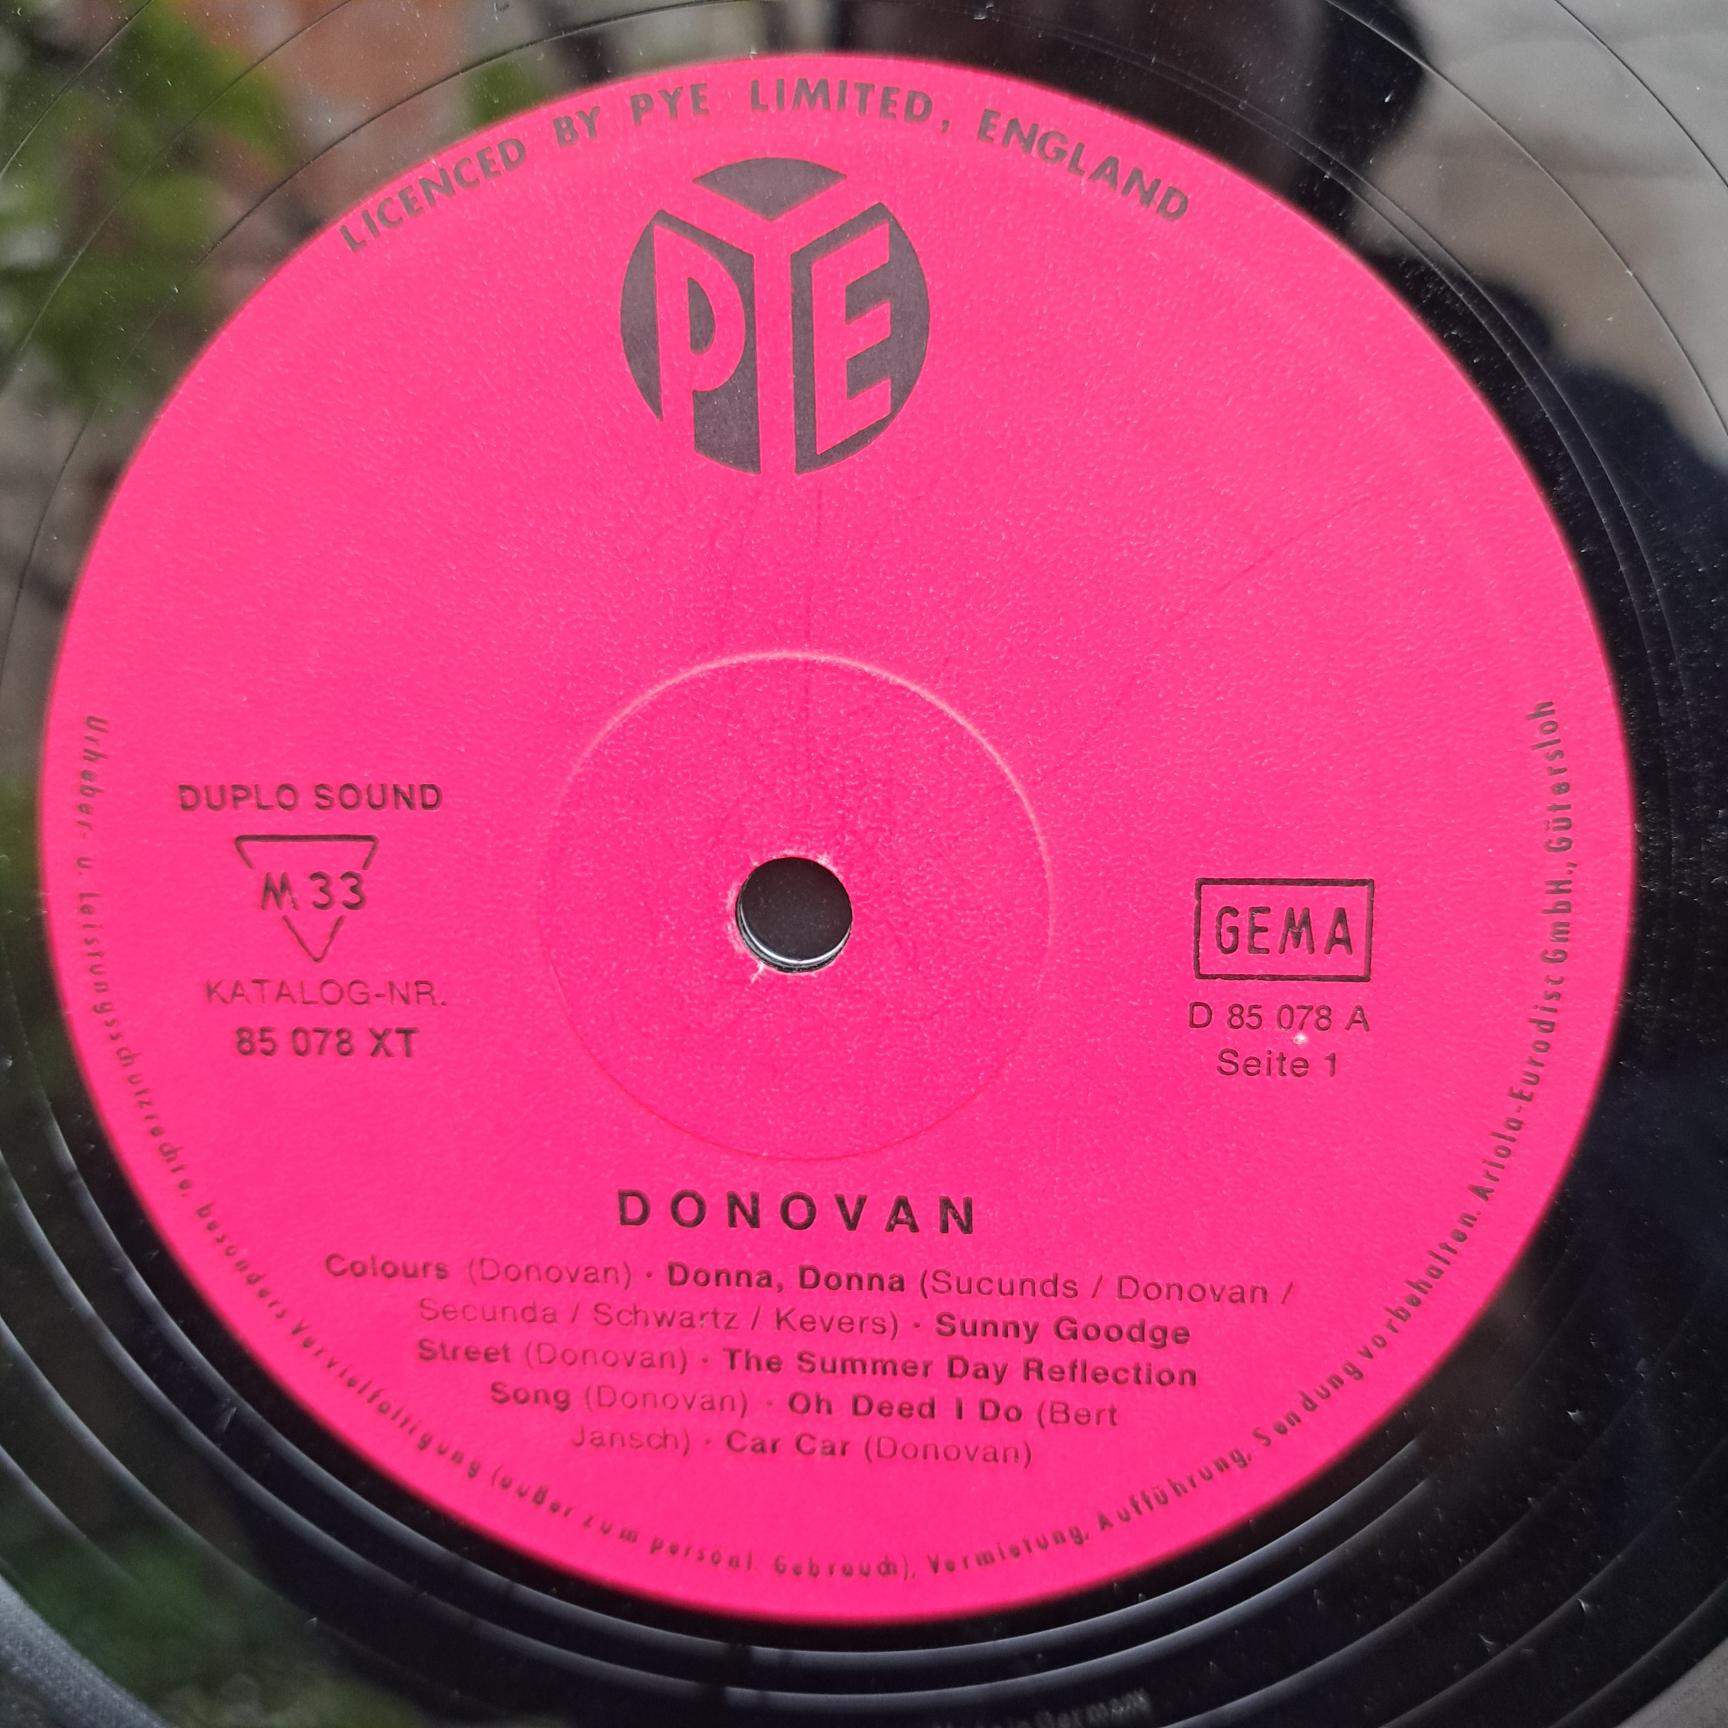 LICENCED BY PYE LIMITED, ENGLAND
PYE
DUPLO SOUND
M 33
KATALOG-NR.
85 078 XT
GEMA
D 85 078 A
Seite 1
DONOVAN
Colours (Donovan) · Donna, Donna (Sucunds / Donovan /
Secunda / Schwartz / Kevers) · Sunny Goodge
Street (Donovan) · The Summer Day Reflection
Song (Donovan) · Oh Deed I Do (Bert
Jansch) · Car Car (Donovan)
Urheber- u. Leistungsschutzrechte, besonders Vervielfältigung (außer zum persönl. Gebrauch), Vermietung, Aufführung, Sendung vorbehalten. Ariola-Eurodisc GmbH., Gütersloh
Germany